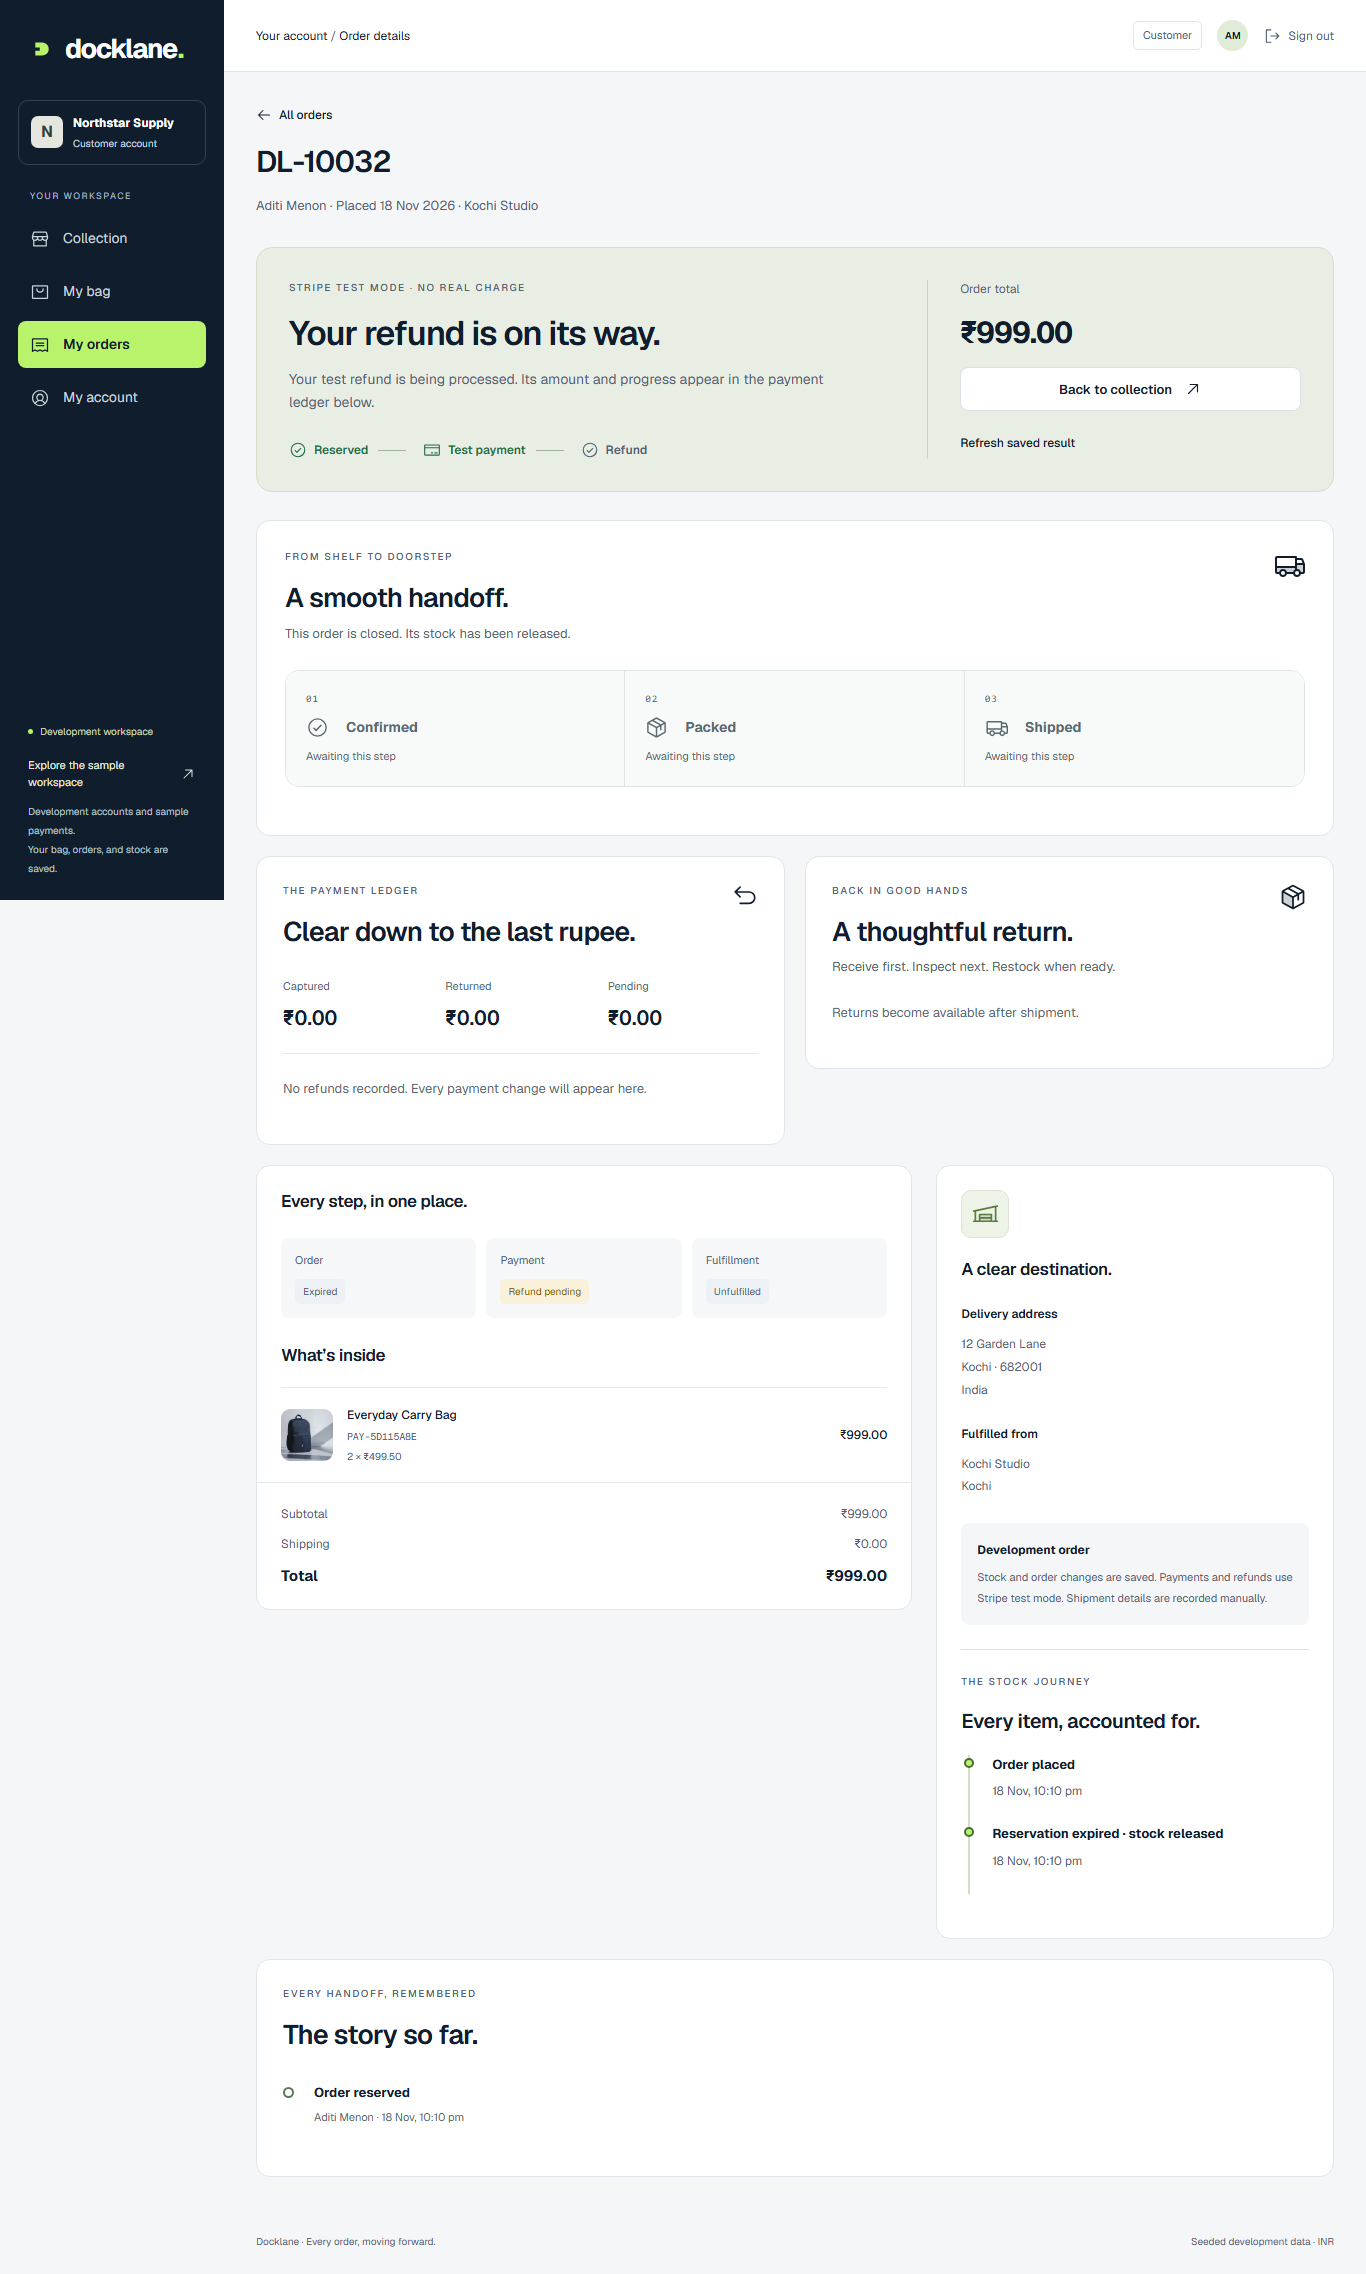 docklane.
N
Northstar Supply
Customer account
YOUR WORKSPACE
Collection
My bag
My orders
My account
Development workspace
Explore the sample
workspace
Development accounts and sample
payments.
Your bag, orders, and stock are
saved.
Your account / Order details
Customer
AM
Sign out
All orders
DL-10032
Aditi Menon · Placed 18 Nov 2026 · Kochi Studio
STRIPE TEST MODE · NO REAL CHARGE
Your refund is on its way.
Your test refund is being processed. Its amount and progress appear in the payment
ledger below.
Reserved
Test payment
Refund
Order total
₹999.00
Back to collection
Refresh saved result
FROM SHELF TO DOORSTEP
A smooth handoff.
This order is closed. Its stock has been released.
01
Confirmed
Awaiting this step
02
Packed
Awaiting this step
03
Shipped
Awaiting this step
THE PAYMENT LEDGER
Clear down to the last rupee.
Captured
₹0.00
Returned
₹0.00
Pending
₹0.00
No refunds recorded. Every payment change will appear here.
BACK IN GOOD HANDS
A thoughtful return.
Receive first. Inspect next. Restock when ready.
Returns become available after shipment.
Every step, in one place.
Order
Expired
Payment
Refund pending
Fulfillment
Unfulfilled
What's inside
Everyday Carry Bag
PAY-5D115A8E
2 × ₹499.50
₹999.00
Subtotal ₹999.00
Shipping ₹0.00
Total ₹999.00
A clear destination.
Delivery address
12 Garden Lane
Kochi · 682001
India
Fulfilled from
Kochi Studio
Kochi
Development order
Stock and order changes are saved. Payments and refunds use
Stripe test mode. Shipment details are recorded manually.
THE STOCK JOURNEY
Every item, accounted for.
Order placed
18 Nov, 10:10 pm
Reservation expired · stock released
18 Nov, 10:10 pm
EVERY HANDOFF, REMEMBERED
The story so far.
Order reserved
Aditi Menon · 18 Nov, 10:10 pm
Docklane · Every order, moving forward.
Seeded development data · INR